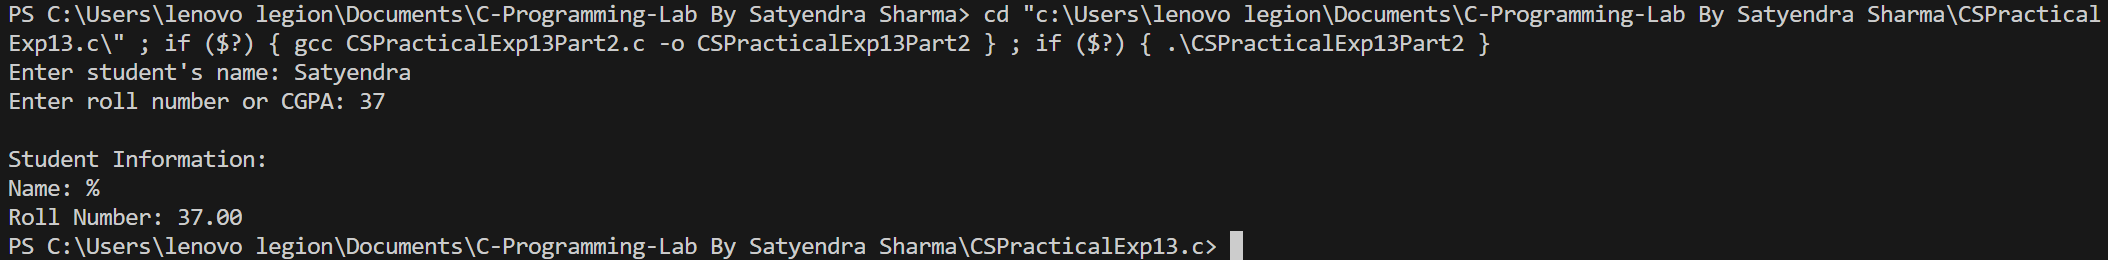 PS C:\Users\lenovo legion\Documents\C-Programming-Lab By Satyendra Sharma> cd "c:\Users\lenovo legion\Documents\C-Programming-Lab By Satyendra Sharma\CSPractical
Exp13.c\" ; if ($?) { gcc CSPracticalExp13Part2.c -o CSPracticalExp13Part2 } ; if ($?) { .\CSPracticalExp13Part2 }
Enter student's name: Satyendra
Enter roll number or CGPA: 37

Student Information:
Name: %
Roll Number: 37.00
PS C:\Users\lenovo legion\Documents\C-Programming-Lab By Satyendra Sharma\CSPracticalExp13.c>